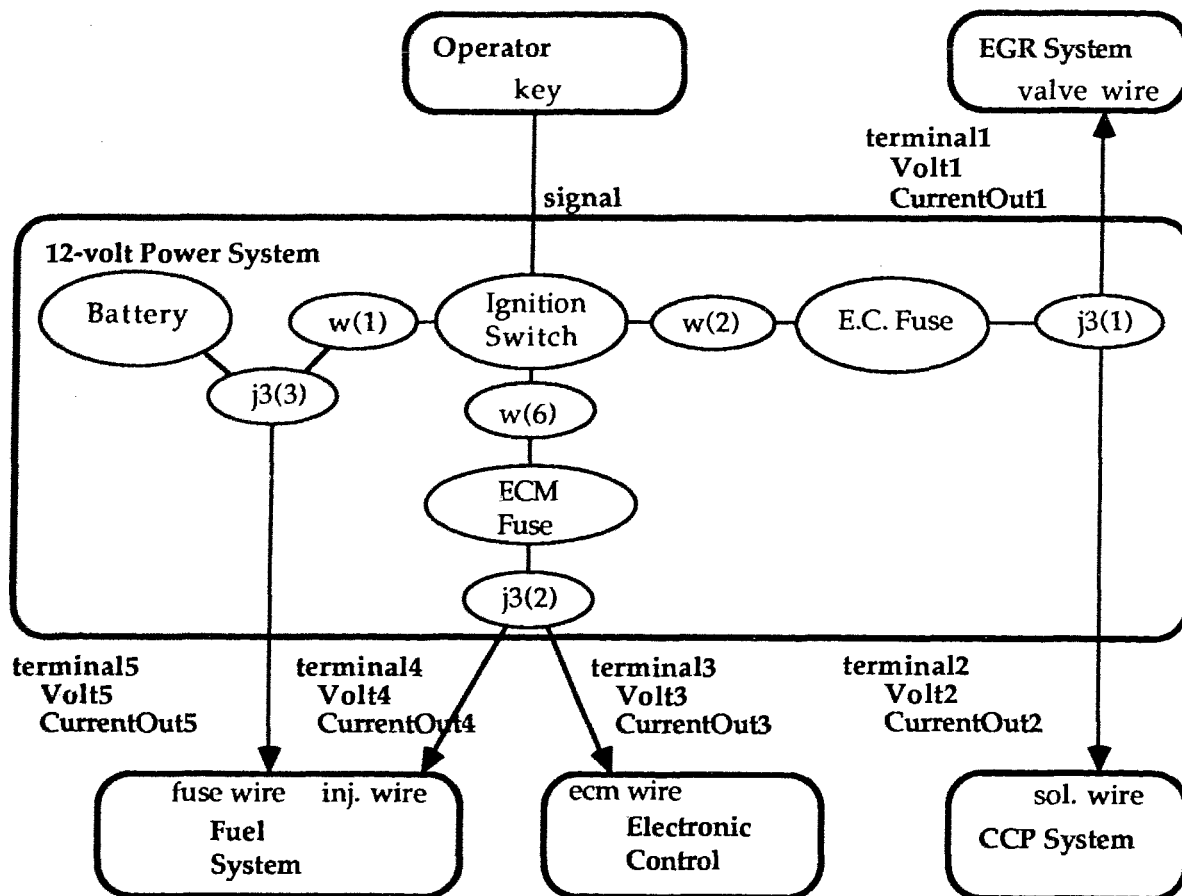 Operator
key
EGR System
valve wire
terminal1
Volt1
CurrentOut1
signal
12-volt Power System
Battery
w(1)
Ignition
Switch
w(2)
E.C. Fuse
j3(1)
j3(3)
w(6)
ECM
Fuse
j3(2)
terminal5
Volt5
CurrentOut5
terminal4
Volt4
CurrentOut4
terminal3
Volt3
CurrentOut3
terminal2
Volt2
CurrentOut2
fuse wire
inj. wire
Fuel
System
ecm wire
Electronic
Control
sol. wire
CCP System